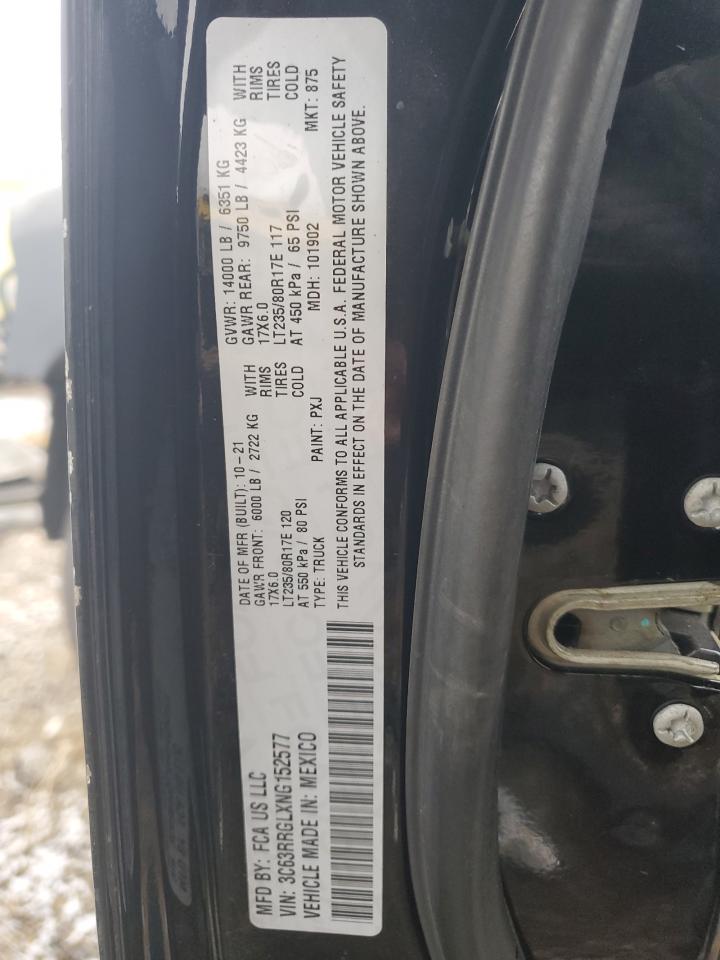 MFD BY: FCA US LLC
VIN: 3C63RRGLXNG152577
VEHICLE MADE IN: MEXICO
DATE OF MFR (BUILT): 10-21
GVWR: 14000 LB / 6351 KG
GAWR FRONT: 6000 LB / 2722 KG WITH
GAWR REAR: 9750 LB / 4423 KG WITH
17X6.0 RIMS
17X6.0 RIMS
LT235/80R17E 120 TIRES
LT235/80R17E 117 TIRES
AT 550 kPa / 80 PSI COLD
AT 450 kPa / 65 PSI COLD
TYPE: TRUCK PAINT: PXJ MDH: 101902 MKT: 875
THIS VEHICLE CONFORMS TO ALL APPLICABLE U.S.A. FEDERAL MOTOR VEHICLE SAFETY
STANDARDS IN EFFECT ON THE DATE OF MANUFACTURE SHOWN ABOVE.